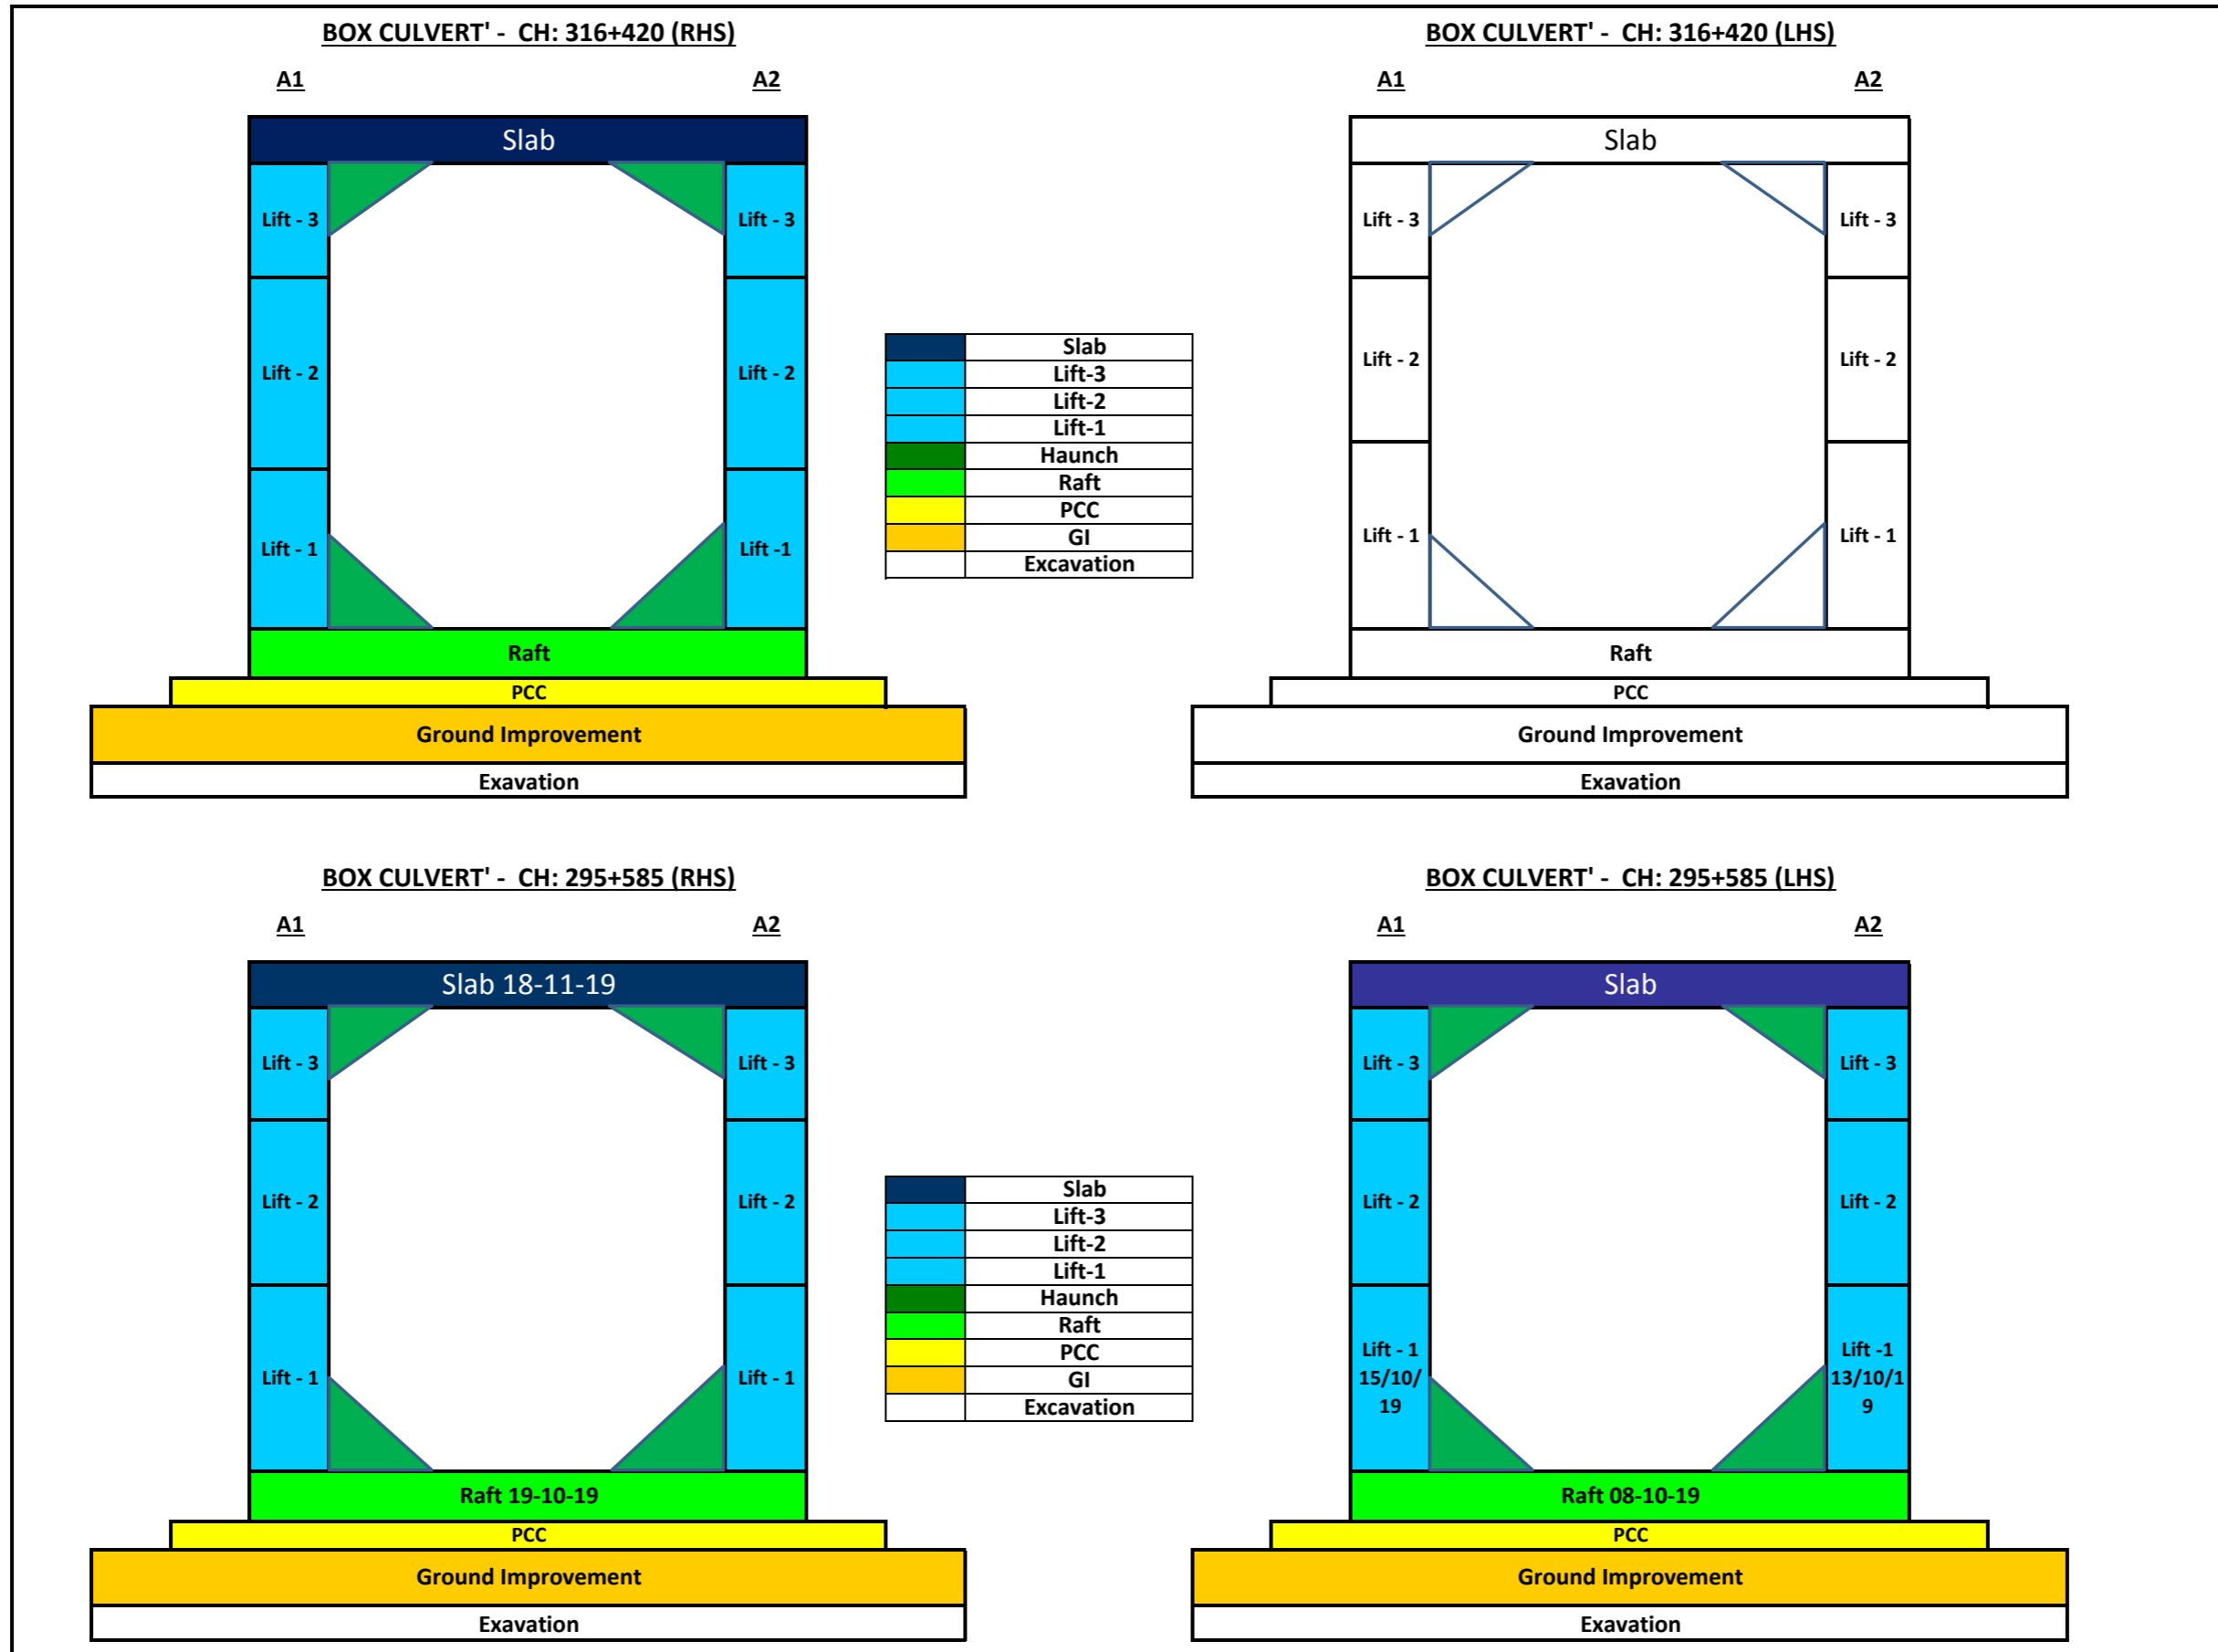 BOX CULVERT' - CH: 316+420 (RHS)
A1
A2
Slab
Lift - 3
Lift - 3
Lift - 2
Lift - 2
Lift - 1
Lift -1
Raft
PCC
Ground Improvement
Exavation
Slab
Lift-3
Lift-2
Lift-1
Haunch
Raft
PCC
GI
Excavation
BOX CULVERT' - CH: 316+420 (LHS)
A1
A2
Slab
Lift - 3
Lift - 3
Lift - 2
Lift - 2
Lift - 1
Lift - 1
Raft
PCC
Ground Improvement
Exavation
BOX CULVERT' - CH: 295+585 (RHS)
A1
A2
Slab 18-11-19
Lift - 3
Lift - 3
Lift - 2
Lift - 2
Lift - 1
Lift - 1
Raft 19-10-19
PCC
Ground Improvement
Exavation
Slab
Lift-3
Lift-2
Lift-1
Haunch
Raft
PCC
GI
Excavation
BOX CULVERT' - CH: 295+585 (LHS)
A1
A2
Slab
Lift - 3
Lift - 3
Lift - 2
Lift - 2
Lift - 1
15/10/
19
Lift -1
13/10/1
9
Raft 08-10-19
PCC
Ground Improvement
Exavation